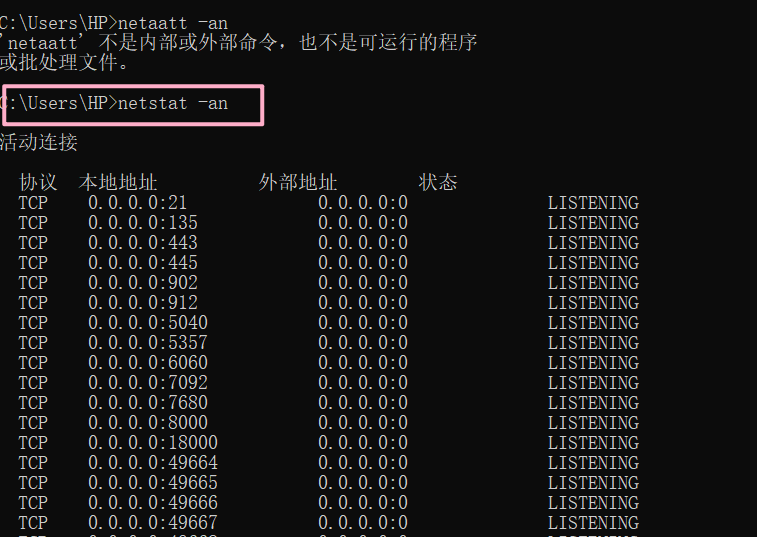 C:\Users\HP>netaatt -an
'netaatt' 不是内部或外部命令，也不是可运行的程序
或批处理文件。
C:\Users\HP>netstat -an
活动连接
协议 本地地址 外部地址 状态
TCP 0.0.0.0:21 0.0.0.0:0 LISTENING
TCP 0.0.0.0:135 0.0.0.0:0 LISTENING
TCP 0.0.0.0:443 0.0.0.0:0 LISTENING
TCP 0.0.0.0:445 0.0.0.0:0 LISTENING
TCP 0.0.0.0:902 0.0.0.0:0 LISTENING
TCP 0.0.0.0:912 0.0.0.0:0 LISTENING
TCP 0.0.0.0:5040 0.0.0.0:0 LISTENING
TCP 0.0.0.0:5357 0.0.0.0:0 LISTENING
TCP 0.0.0.0:6060 0.0.0.0:0 LISTENING
TCP 0.0.0.0:7092 0.0.0.0:0 LISTENING
TCP 0.0.0.0:7680 0.0.0.0:0 LISTENING
TCP 0.0.0.0:8000 0.0.0.0:0 LISTENING
TCP 0.0.0.0:18000 0.0.0.0:0 LISTENING
TCP 0.0.0.0:49664 0.0.0.0:0 LISTENING
TCP 0.0.0.0:49665 0.0.0.0:0 LISTENING
TCP 0.0.0.0:49666 0.0.0.0:0 LISTENING
TCP 0.0.0.0:49667 0.0.0.0:0 LISTENING